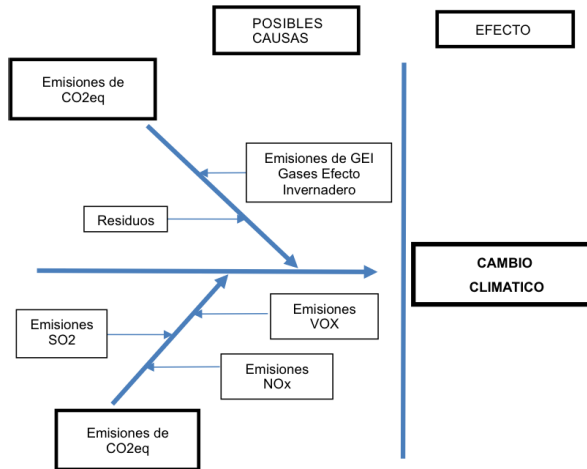 POSIBLES
CAUSAS
EFECTO
Emisiones de
CO2eq
Emisiones de GEI
Gases Efecto
Invernadero
Residuos
CAMBIO
CLIMATICO
Emisiones
VOX
Emisiones
SO2
Emisiones
NOx
Emisiones de
CO2eq